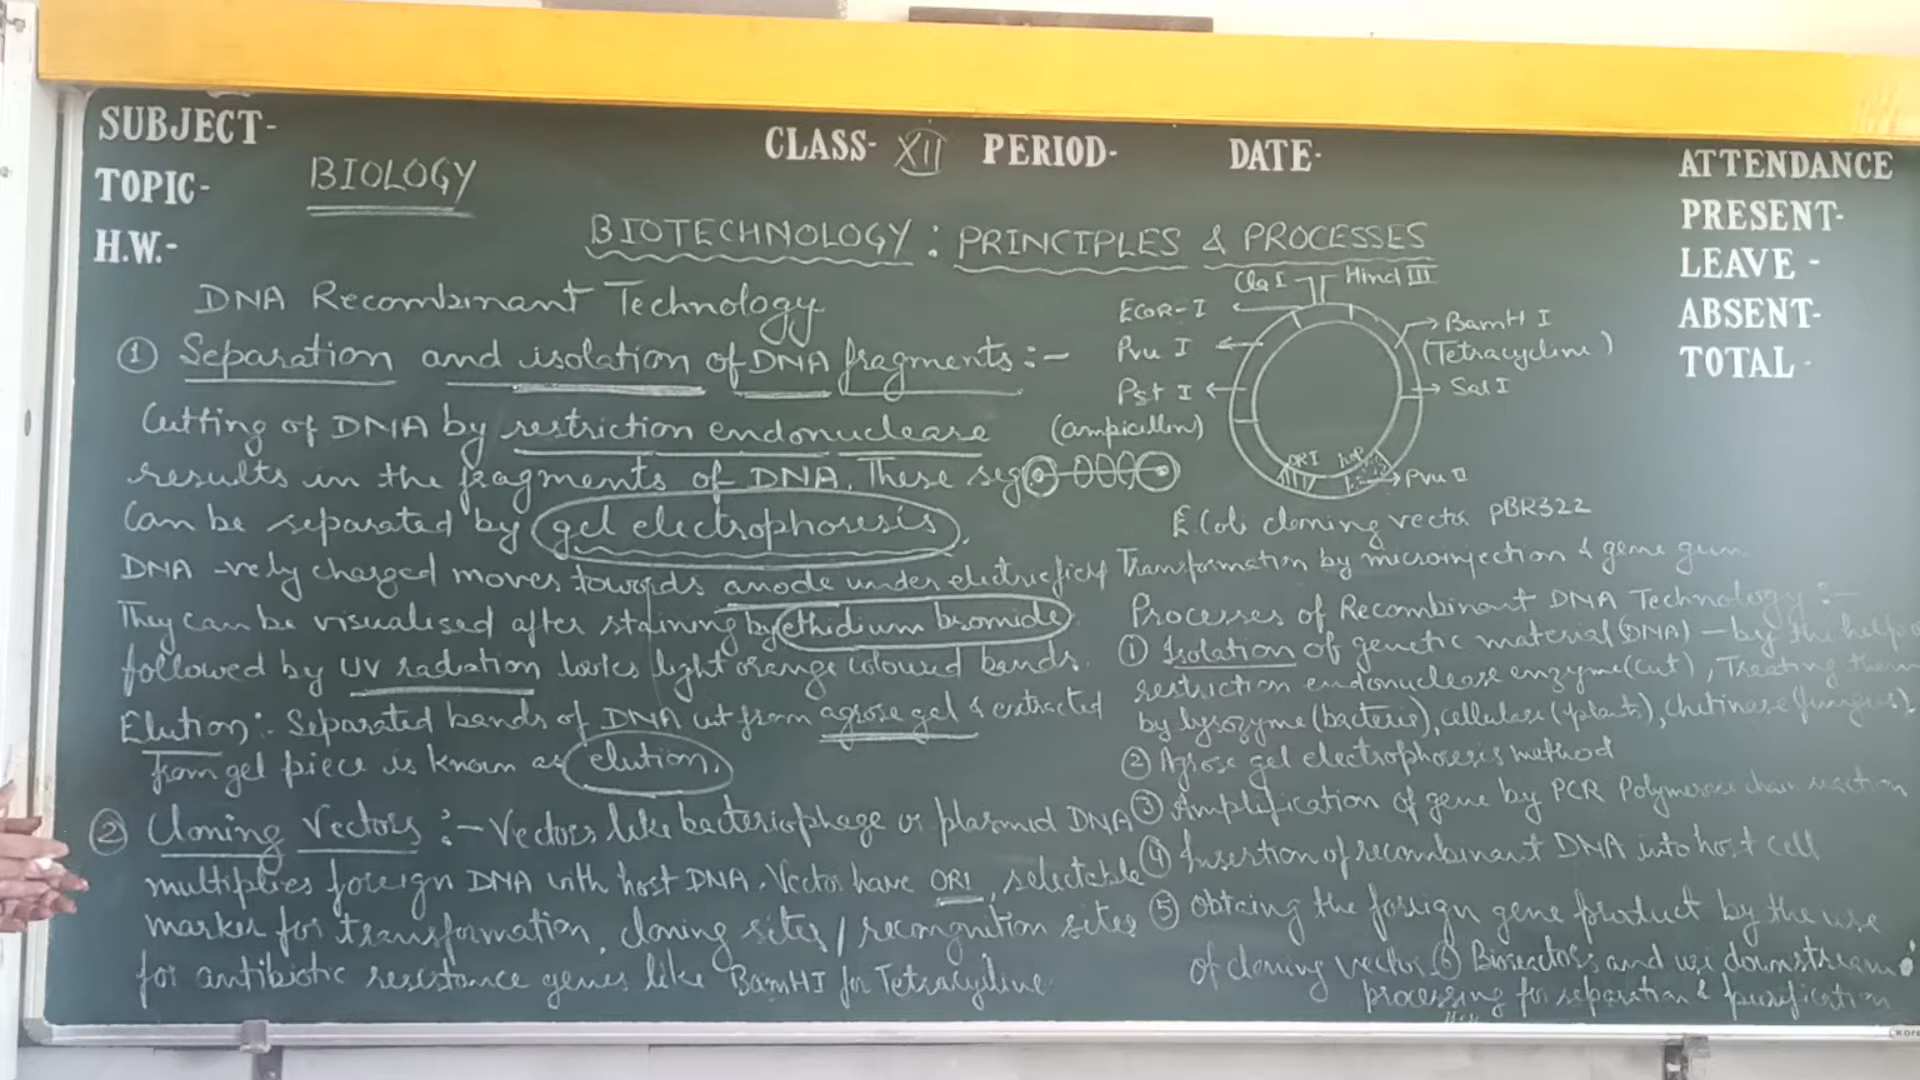 SUBJECT-
CLASS- XII PERIOD- DATE-
TOPIC- BIOLOGY
H.W.-
ATTENDANCE
PRESENT-
LEAVE -
ABSENT-
TOTAL -
BIOTECHNOLOGY : PRINCIPLES & PROCESSES
DNA Recombinant Technology
① Separation and isolation of DNA fragments :-
Cutting of DNA by restriction endonuclease
results in the fragments of DNA. These seg
Can be separated by gel electrophoresis.
DNA -vely charged moves towards anode under electric field
They can be visualised after staining by ethidium bromide
followed by UV radiation looks light orange coloured bands.
Elution:- Separated bands of DNA cut from agrose gel & extracted
from gel piece is known as elution.
② Cloning Vectors :- Vectors like bacteriophage or plasmid DNA
multiplies foreign DNA with host DNA. Vector have ORI, selectable
marker for transformation, cloning sites / recongnition sites
for antibiotic resistance genes like BamHI for Tetracycline
Cla I Hind III
ECOR-I
BamH I
(Tetracycline)
Pvu I
Pst I
(ampicillin)
Sal I
ORI rop
Pvu II
E. Coli cloning vector pBR322
Transformation by microinjection & gene gun
Processes of Recombinant DNA Technology :-
① Isolation of genetic material (DNA) - by the help of
restriction endonuclease enzyme (cut), Treating them
by lysozyme (bacteria), cellulase (plants), chitinase (fungus),
② Agrose gel electrophoresis method
③ Amplification of gene by PCR Polymerase chain reaction
④ Insertion of recombinant DNA into host cell
⑤ obtaing the foreign gene product by the use
of cloning vector ⑥ Bioreactors and downstream
processing for separation & purification